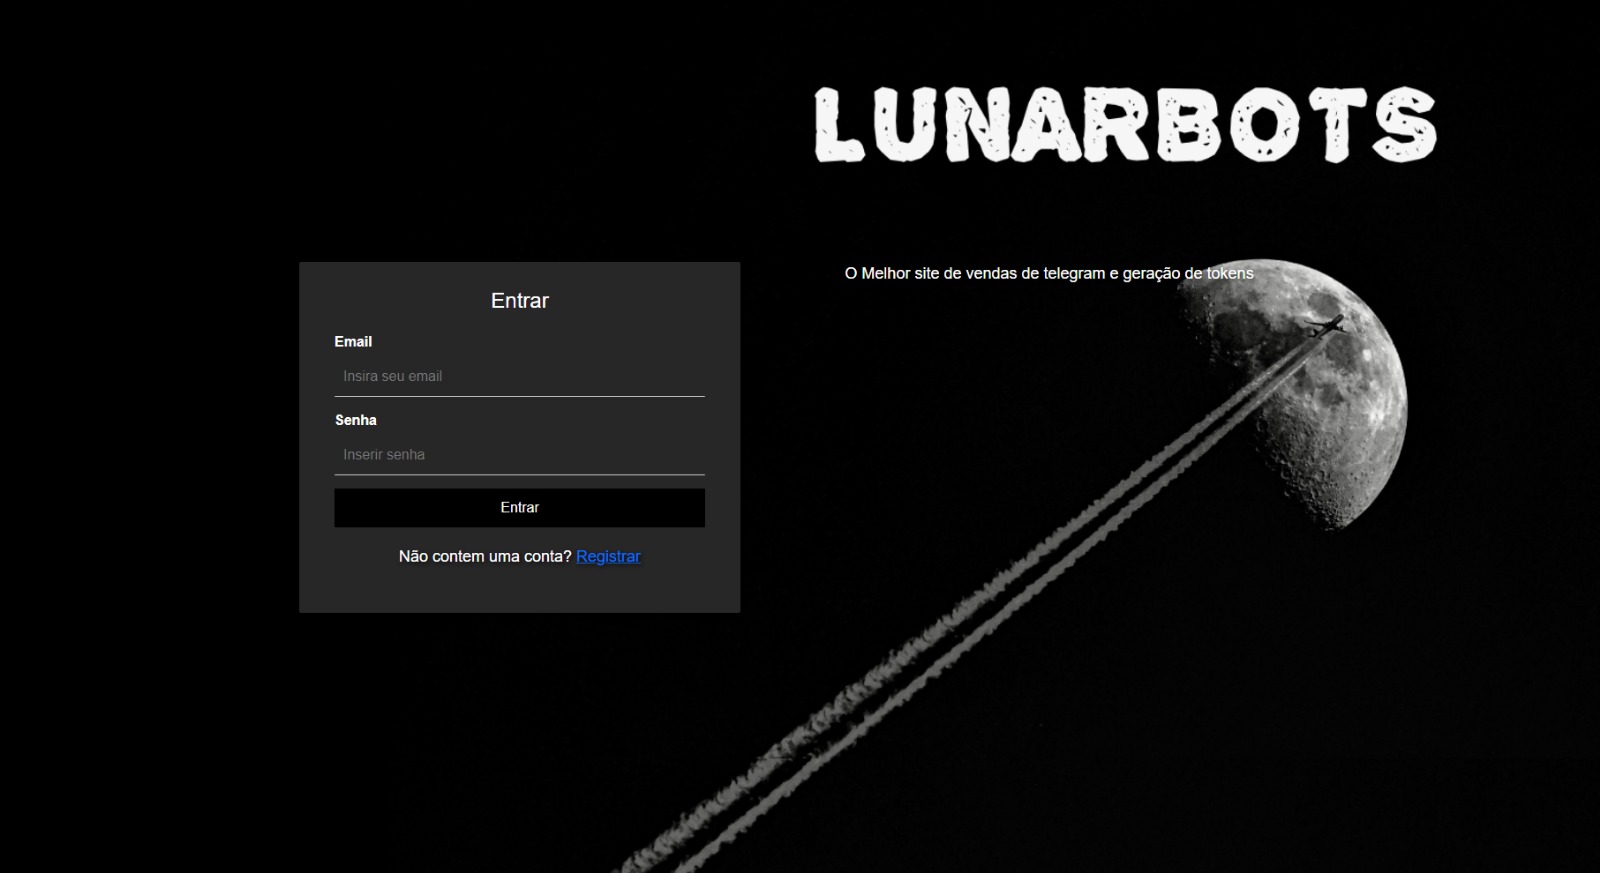 LUNARBOTS
O Melhor site de vendas de telegram e geração de tokens
Entrar
Email
Insira seu email
Senha
Inserir senha
Entrar
Não contem uma conta? Registrar